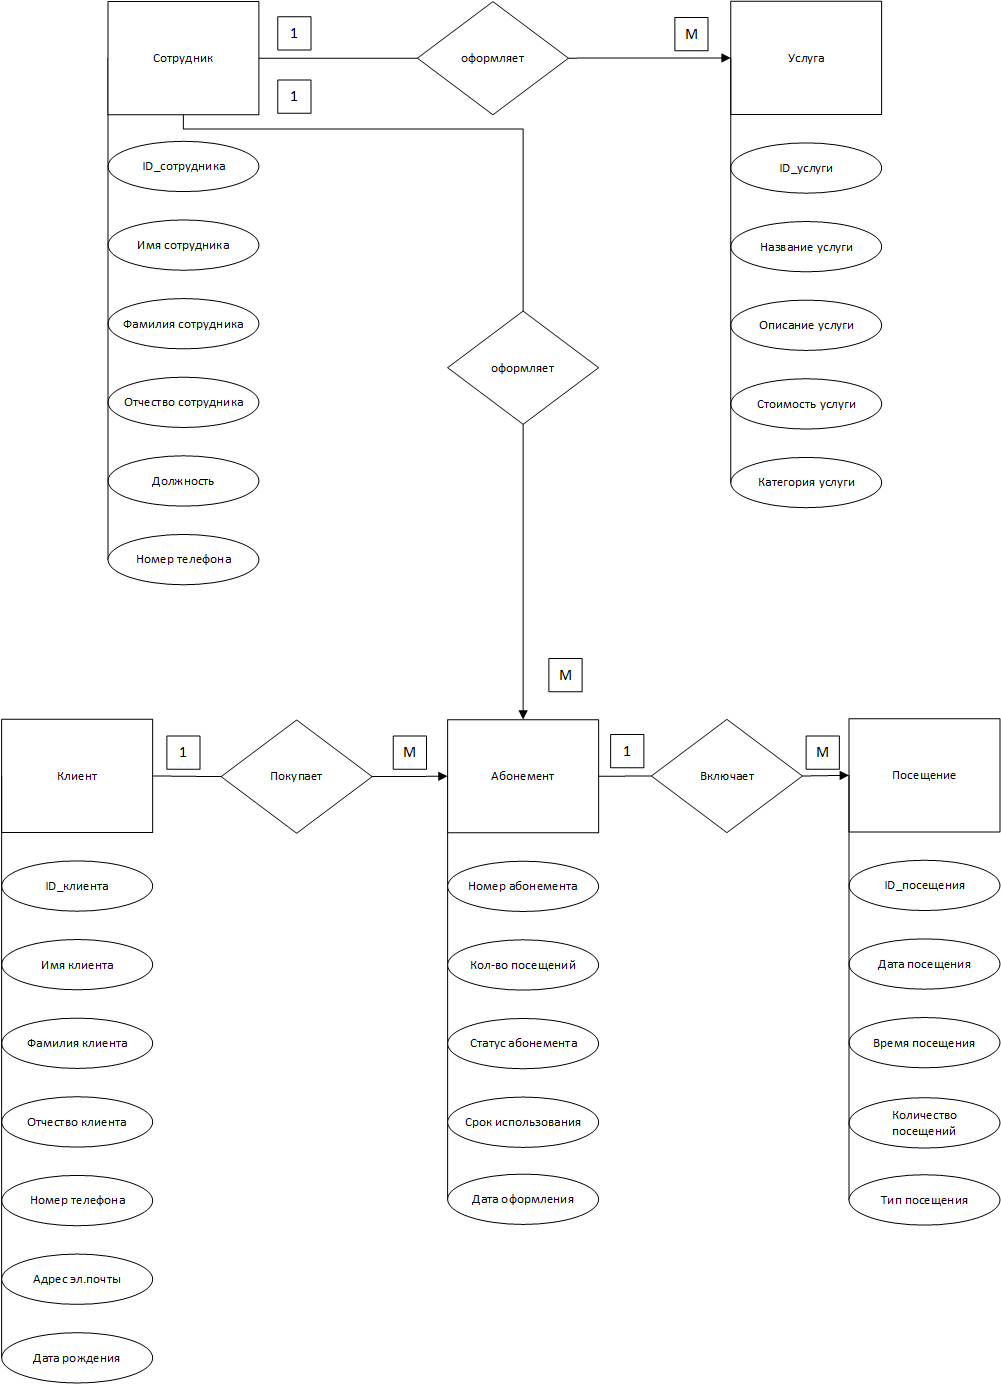 Сотрудник
1
оформляет
М
Услуга
1
ID_сотрудника
Имя сотрудника
Фамилия сотрудника
Отчество сотрудника
Должность
Номер телефона
ID_услуги
Название услуги
Описание услуги
Стоимость услуги
Категория услуги
оформляет
М
Клиент
1
Покупает
М
Абонемент
1
Включает
М
Посещение
ID_клиента
Имя клиента
Фамилия клиента
Отчество клиента
Номер телефона
Адрес эл.почты
Дата рождения
Номер абонемента
Кол-во посещений
Статус абонемента
Срок использования
Дата оформления
ID_посещения
Дата посещения
Время посещения
Количество
посещений
Тип посещения